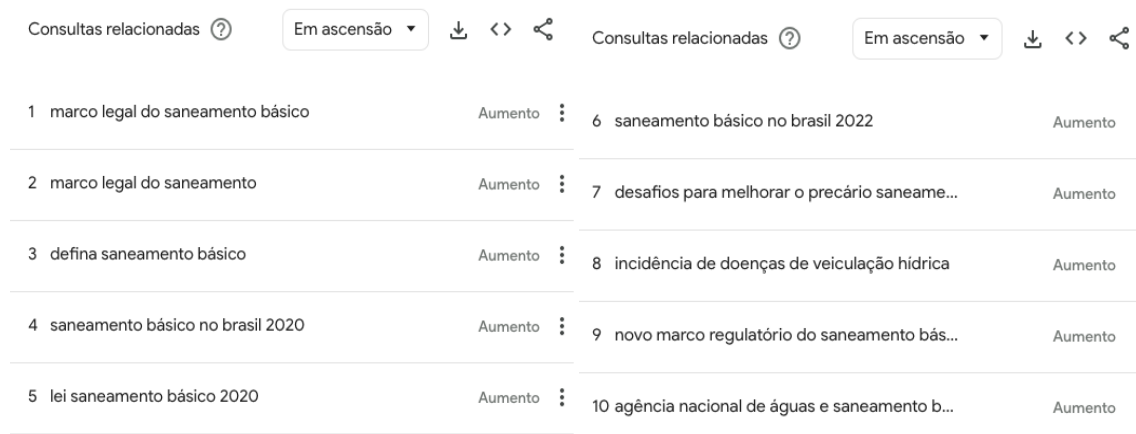 Consultas relacionadas
Em ascensão
1 marco legal do saneamento básico Aumento
2 marco legal do saneamento Aumento
3 defina saneamento básico Aumento
4 saneamento básico no brasil 2020 Aumento
5 lei saneamento básico 2020 Aumento
Consultas relacionadas
Em ascensão
6 saneamento básico no brasil 2022 Aumento
7 desafios para melhorar o precário saneame... Aumento
8 incidência de doenças de veiculação hídrica Aumento
9 novo marco regulatório do saneamento bás... Aumento
10 agência nacional de águas e saneamento b... Aumento